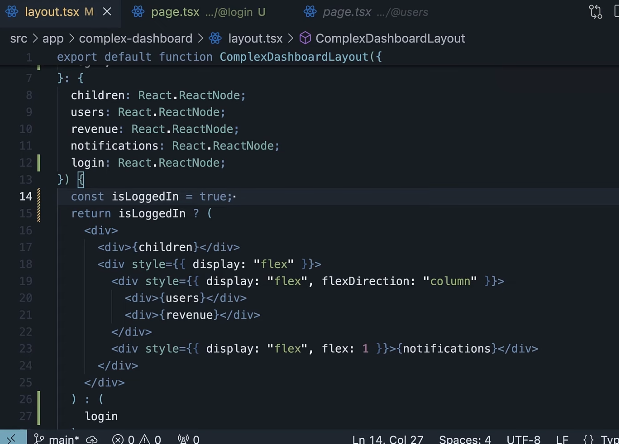 layout.tsx M ×
page.tsx .../@login U
page.tsx .../@users
src > app > complex-dashboard > layout.tsx > ComplexDashboardLayout
1 export default function ComplexDashboardLayout({
7 }: {
8 children: React.ReactNode;
9 users: React.ReactNode;
10 revenue: React.ReactNode;
11 notifications: React.ReactNode;
12 login: React.ReactNode;
13 }) {
14 const isLoggedIn = true;
15 return isLoggedIn ? (
16 <div>
17 <div>{children}</div>
18 <div style={{ display: "flex" }}>
19 <div style={{ display: "flex", flexDirection: "column" }}>
20 <div>{users}</div>
21 <div>{revenue}</div>
22 </div>
23 <div style={{ display: "flex", flex: 1 }}>{notifications}</div>
24 </div>
25 </div>
26 ) : (
27 login
main* 0 0 0 Ln 14, Col 27 Spaces: 4 UTF-8 LF {} Typ